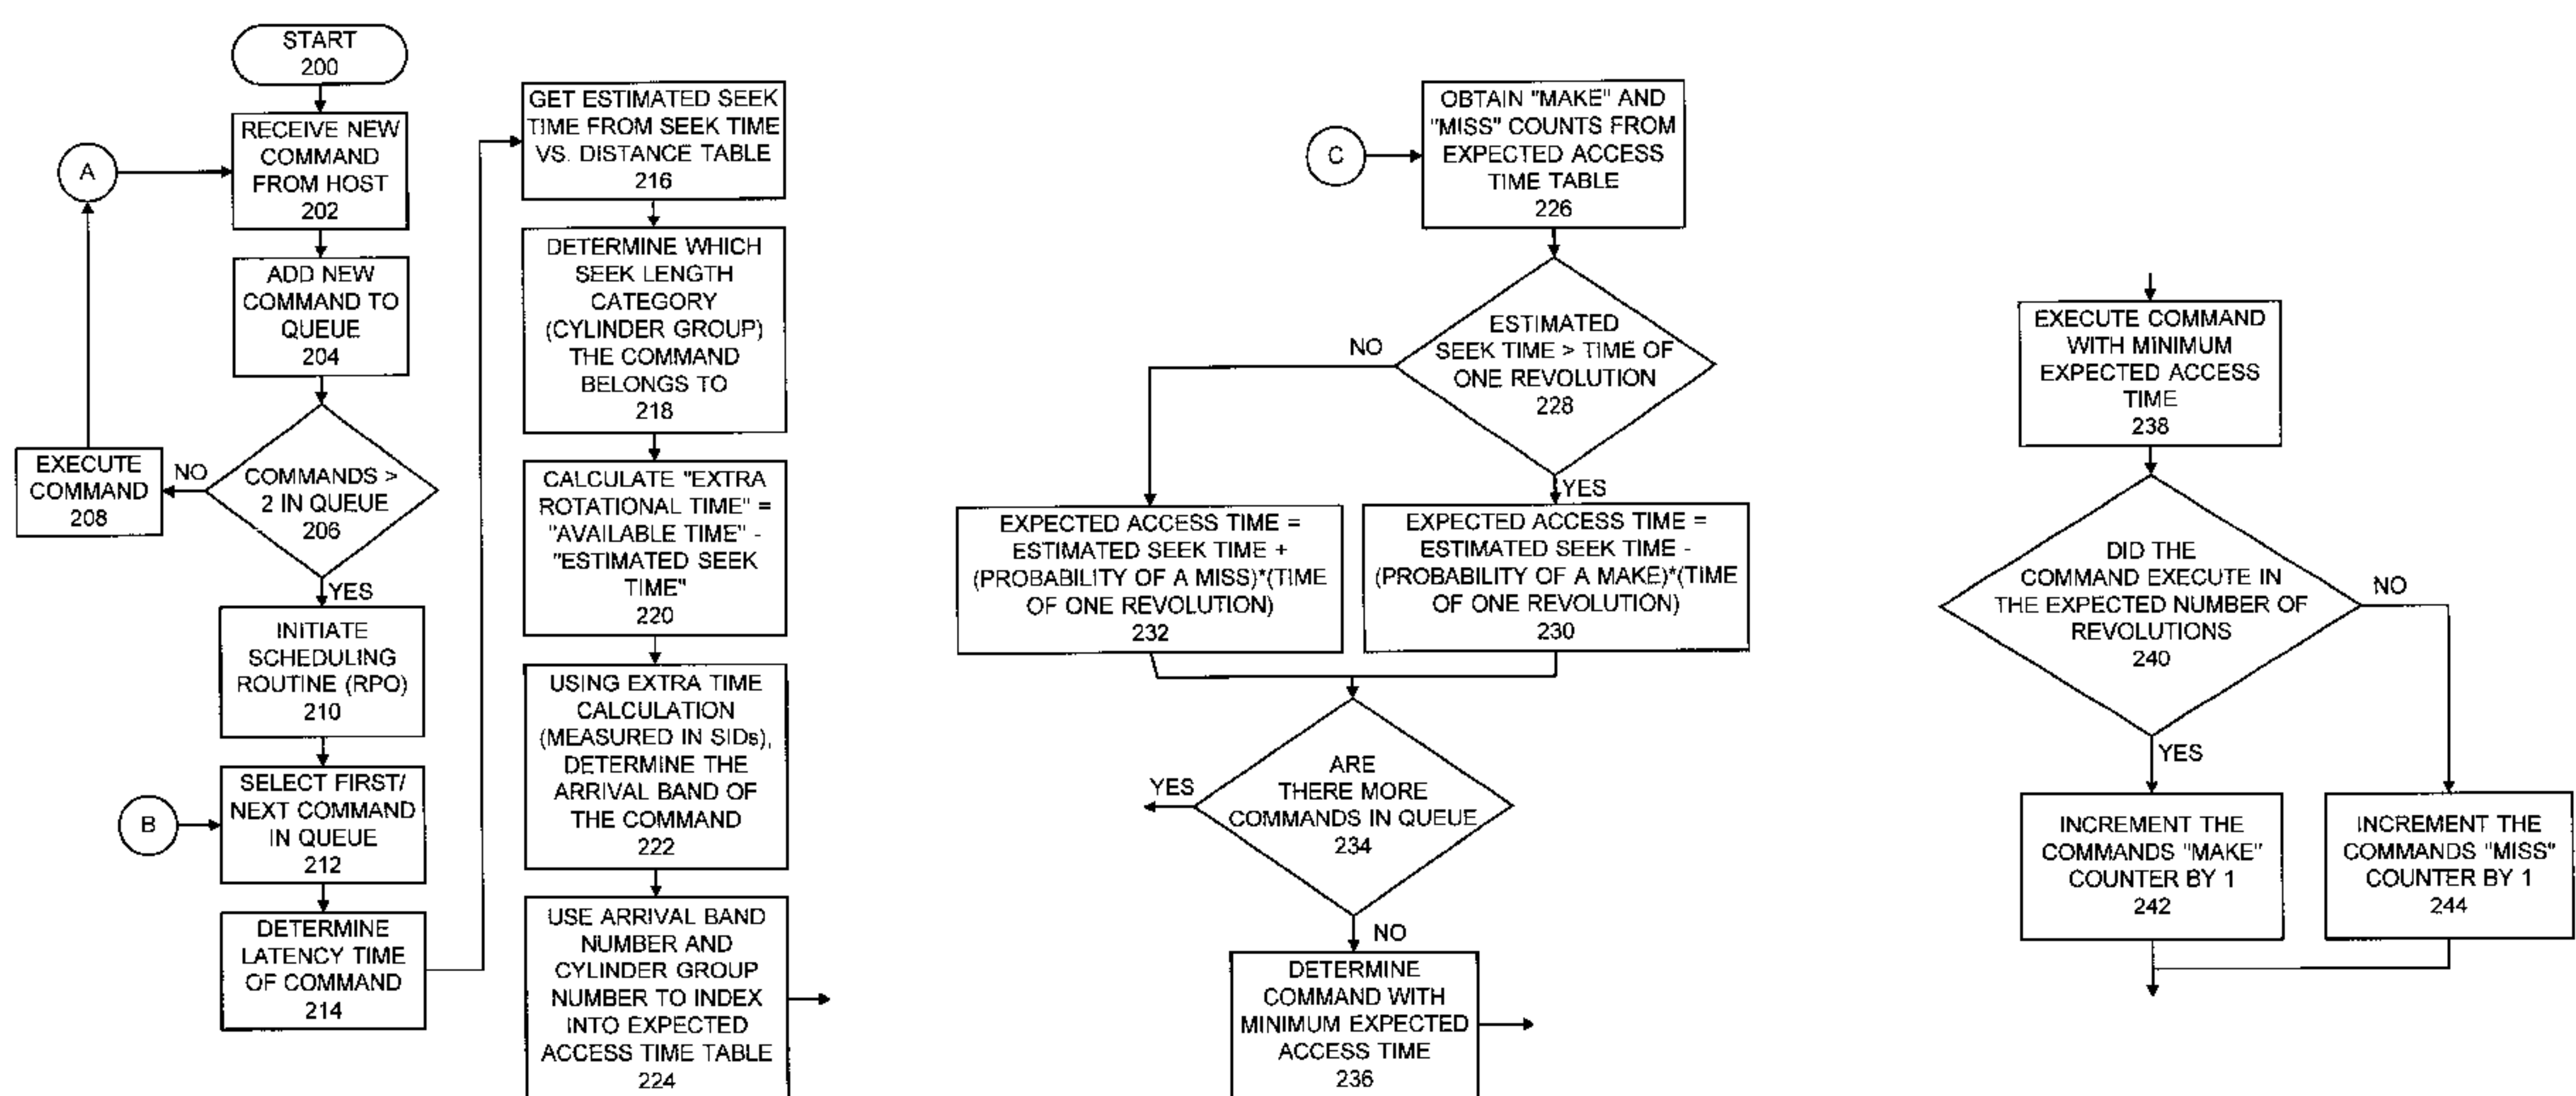 START
200
A
RECEIVE NEW
COMMAND
FROM HOST
202
ADD NEW
COMMAND TO
QUEUE
204
COMMANDS >
2 IN QUEUE
206
NO
EXECUTE
COMMAND
208
YES
INITIATE
SCHEDULING
ROUTINE (RPO)
210
B
SELECT FIRST/
NEXT COMMAND
IN QUEUE
212
DETERMINE
LATENCY TIME
OF COMMAND
214
GET ESTIMATED SEEK
TIME FROM SEEK TIME
VS. DISTANCE TABLE
216
DETERMINE WHICH
SEEK LENGTH
CATEGORY
(CYLINDER GROUP)
THE COMMAND
BELONGS TO
218
CALCULATE "EXTRA
ROTATIONAL TIME" =
"AVAILABLE TIME" -
"ESTIMATED SEEK
TIME"
220
USING EXTRA TIME
CALCULATION
(MEASURED IN SIDs),
DETERMINE THE
ARRIVAL BAND OF
THE COMMAND
222
USE ARRIVAL BAND
NUMBER AND
CYLINDER GROUP
NUMBER TO INDEX
INTO EXPECTED
ACCESS TIME TABLE
224
C
OBTAIN "MAKE" AND
"MISS" COUNTS FROM
EXPECTED ACCESS
TIME TABLE
226
ESTIMATED
SEEK TIME > TIME OF
ONE REVOLUTION
228
NO
YES
EXPECTED ACCESS TIME =
ESTIMATED SEEK TIME +
(PROBABILITY OF A MISS)*(TIME
OF ONE REVOLUTION)
232
EXPECTED ACCESS TIME =
ESTIMATED SEEK TIME -
(PROBABILITY OF A MAKE)*(TIME
OF ONE REVOLUTION)
230
ARE
THERE MORE
COMMANDS IN QUEUE
234
YES
NO
DETERMINE
COMMAND WITH
MINIMUM EXPECTED
ACCESS TIME
236
EXECUTE COMMAND
WITH MINIMUM
EXPECTED ACCESS
TIME
238
DID THE
COMMAND EXECUTE IN
THE EXPECTED NUMBER OF
REVOLUTIONS
240
NO
YES
INCREMENT THE
COMMANDS "MAKE"
COUNTER BY 1
242
INCREMENT THE
COMMANDS "MISS"
COUNTER BY 1
244